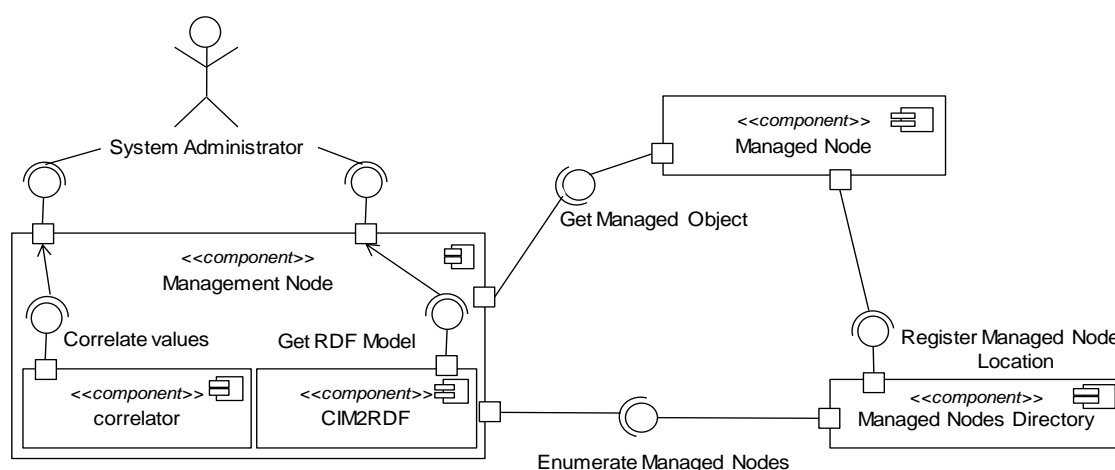 System Administrator
<<component>>
Managed Node
Get Managed Object
<<component>>
Management Node
Correlate values
Get RDF Model
Register Managed Node
Location
<<component>>
correlator
<<component>>
CIM2RDF
<<component>>
Managed Nodes Directory
Enumerate Managed Nodes